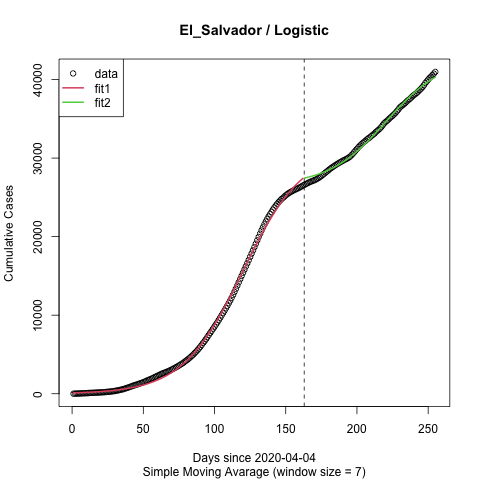 El_Salvador / Logistic
data
fit1
fit2
Cumulative Cases
0
10000
20000
30000
40000
0
50
100
150
200
250
Days since 2020-04-04
Simple Moving Avarage (window size = 7)